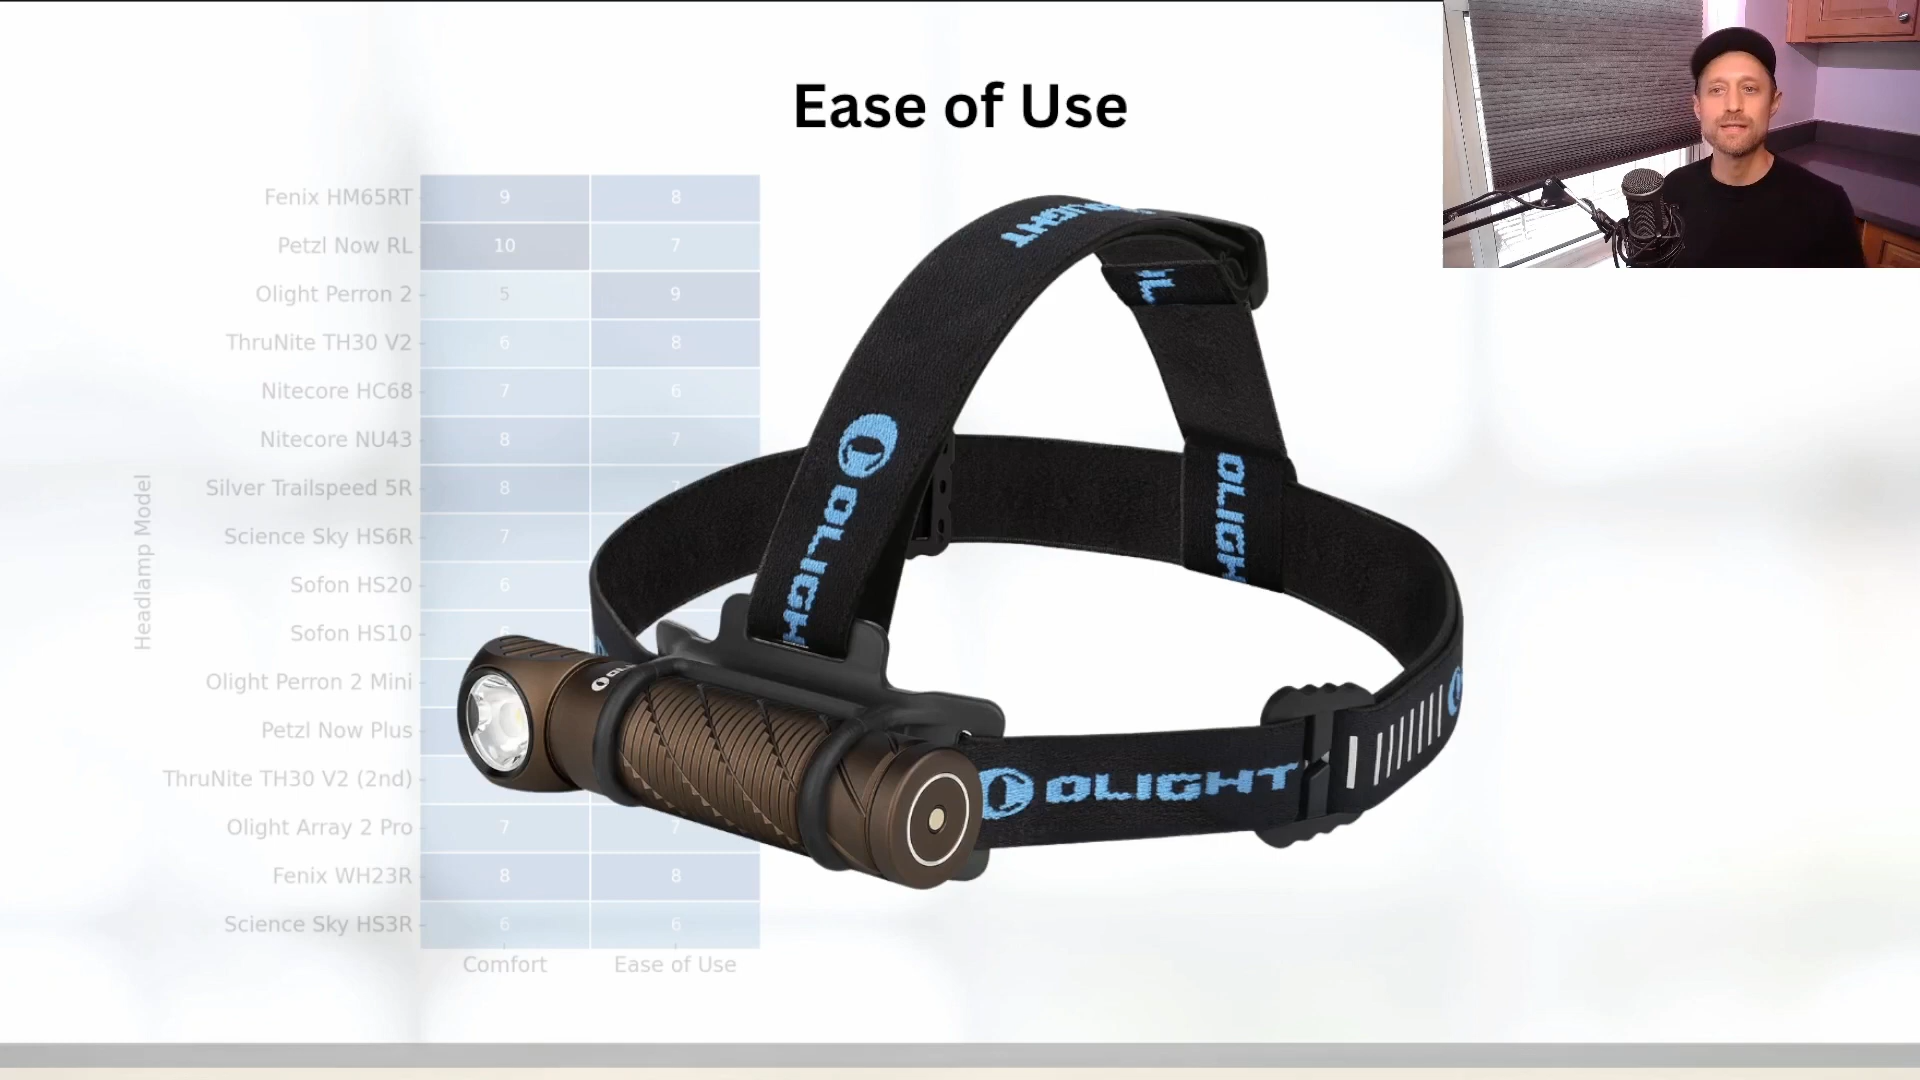 Ease of Use
Fenix HM65RT 9 8
Petzl Now RL 10 7
Olight Perron 2 5 9
ThruNite TH30 V2 6 8
Nitecore HC68 7 6
Nitecore NU43 8 7
Silver Trailspeed 5R 8 7
Science Sky HS6R 7
Sofon HS20 6
Sofon HS10 6
Olight Perron 2 Mini
Petzl Now Plus
ThruNite TH30 V2 (2nd)
Olight Array 2 Pro 7 7
Fenix WH23R 8 8
Science Sky HS3R 6 6
Headlamp Model
Comfort Ease of Use
OLIGHT
OLIGH
OLIGH